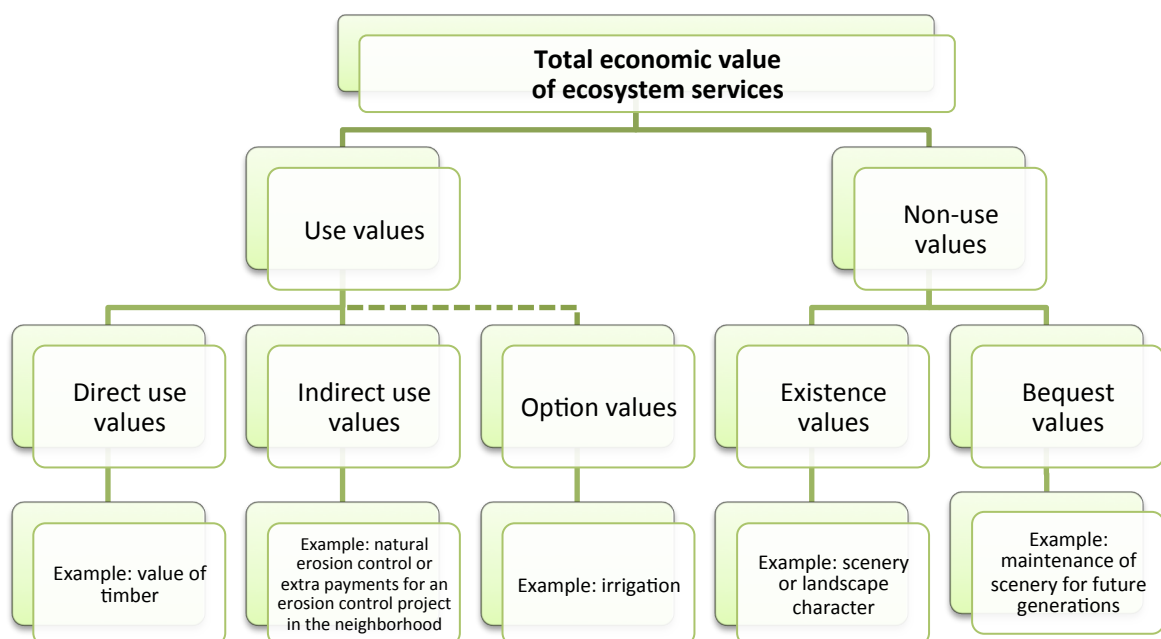 Total economic value
of ecosystem services
Use values
Non-use
values
Direct use
values
Indirect use
values
Option values
Existence
values
Bequest
values
Example: value of
timber
Example: natural
erosion control or
extra payments for an
erosion control project
in the neighborhood
Example: irrigation
Example: scenery
or landscape
character
Example:
maintenance of
scenery for future
generations